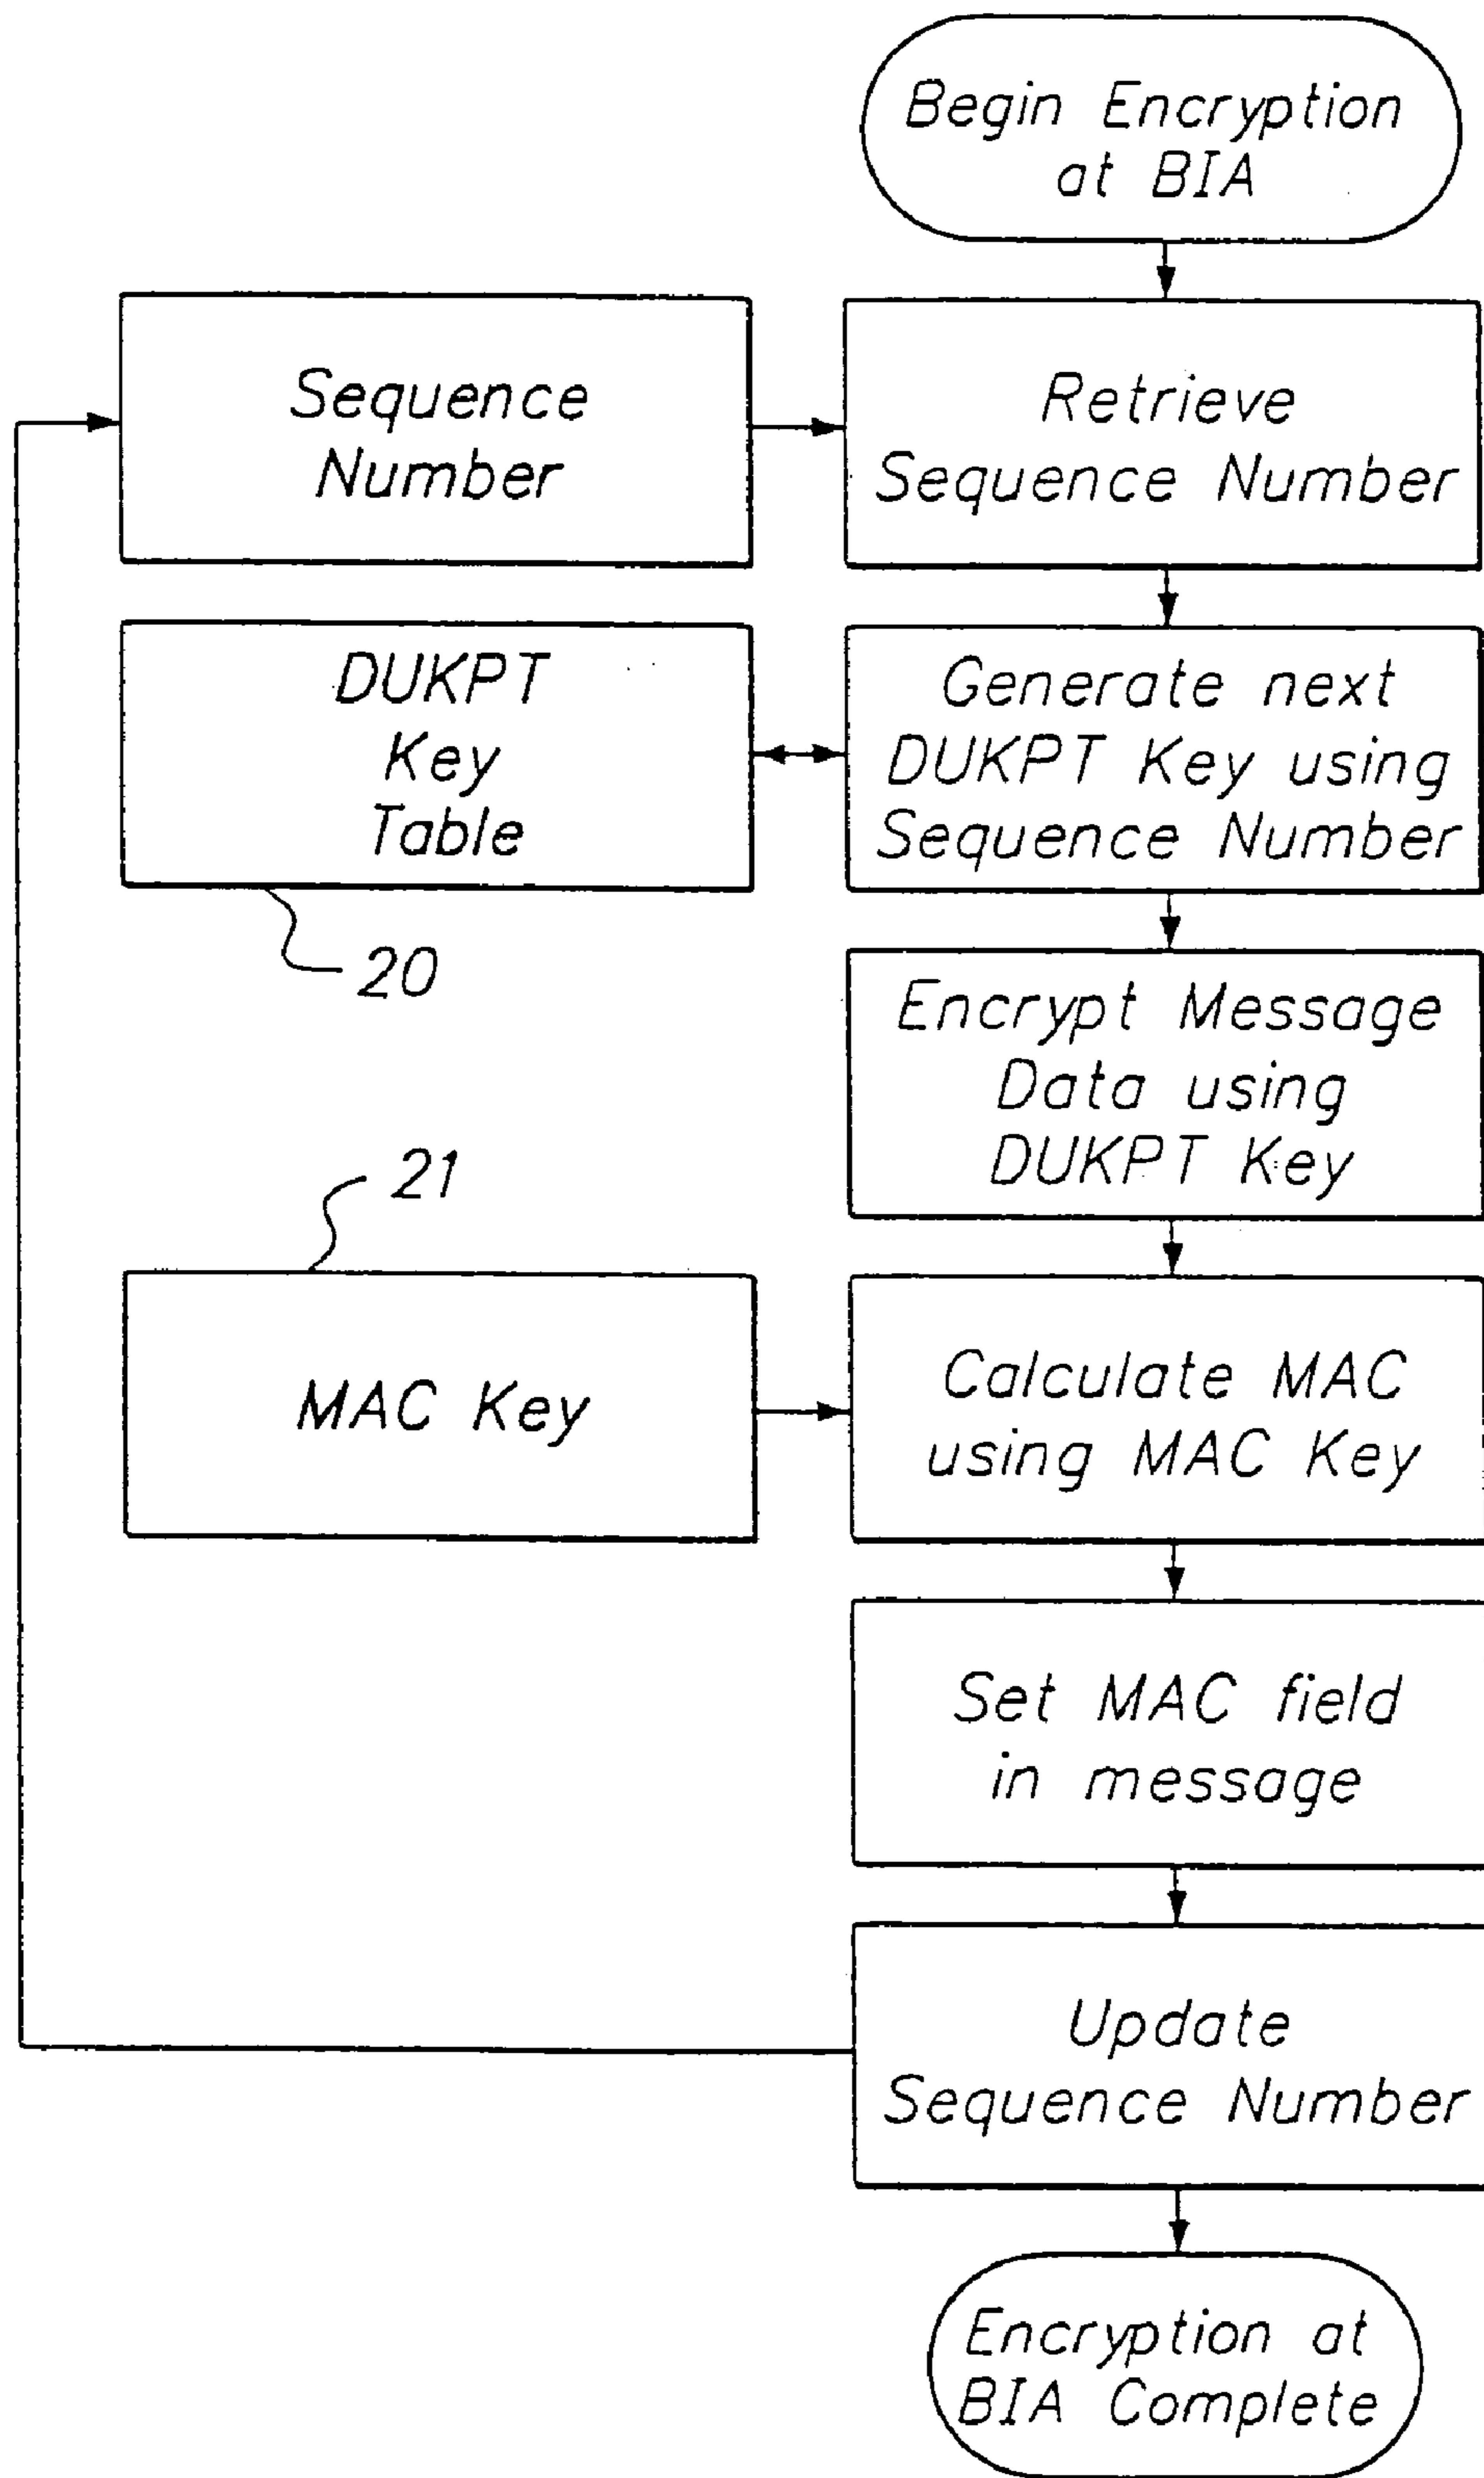 Begin Encryption
at BIA
Sequence
Number
Retrieve
Sequence Number
DUKPT
Key
Table
Generate next
DUKPT Key using
Sequence Number
20
Encrypt Message
Data using
DUKPT Key
21
MAC Key
Calculate MAC
using MAC Key
Set MAC field
in message
Update
Sequence Number
Encryption at
BIA Complete